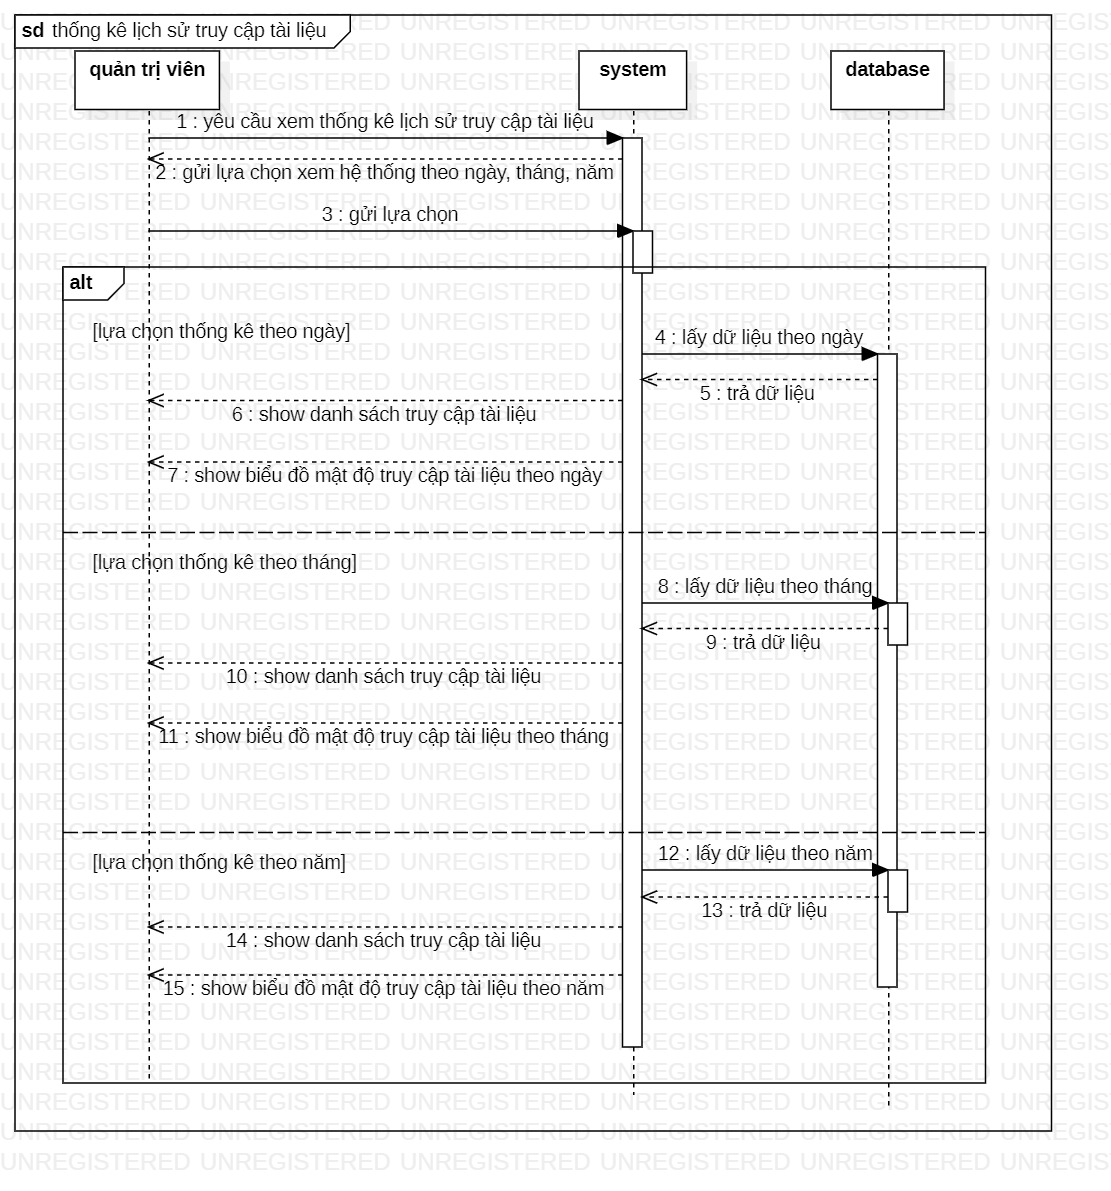 sd thống kê lịch sử truy cập tài liệu
quản trị viên
system
database
1 : yêu cầu xem thống kê lịch sử truy cập tài liệu
2 : gửi lựa chọn xem hệ thống theo ngày, tháng, năm
3 : gửi lựa chọn
alt
[lựa chọn thống kê theo ngày]
4 : lấy dữ liệu theo ngày
5 : trả dữ liệu
6 : show danh sách truy cập tài liệu
7 : show biểu đồ mật độ truy cập tài liệu theo ngày
[lựa chọn thống kê theo tháng]
8 : lấy dữ liệu theo tháng
9 : trả dữ liệu
10 : show danh sách truy cập tài liệu
11 : show biểu đồ mật độ truy cập tài liệu theo tháng
[lựa chọn thống kê theo năm]
12 : lấy dữ liệu theo năm
13 : trả dữ liệu
14 : show danh sách truy cập tài liệu
15 : show biểu đồ mật độ truy cập tài liệu theo năm
UNREGISTERED